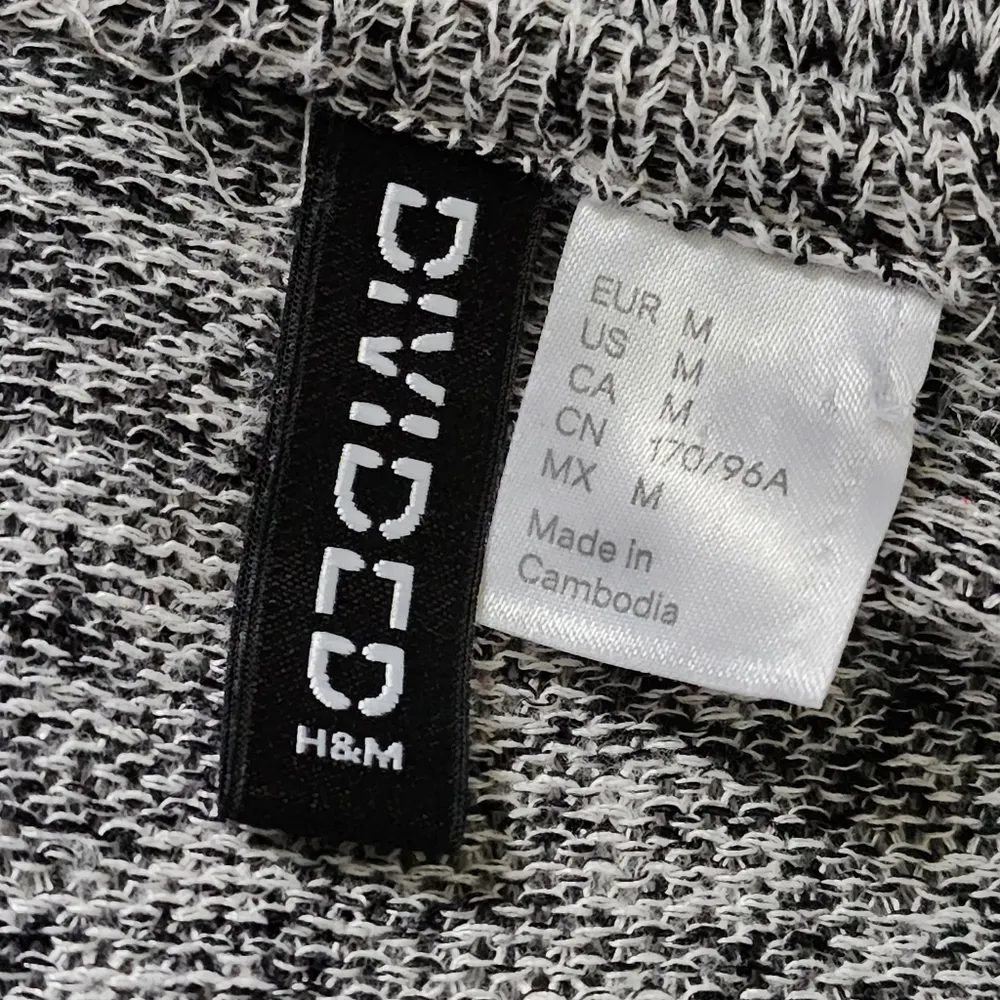 DIVIDED
H&M
EUR M
US M
CA M
CN 170/96A
MX M
Made in
Cambodia